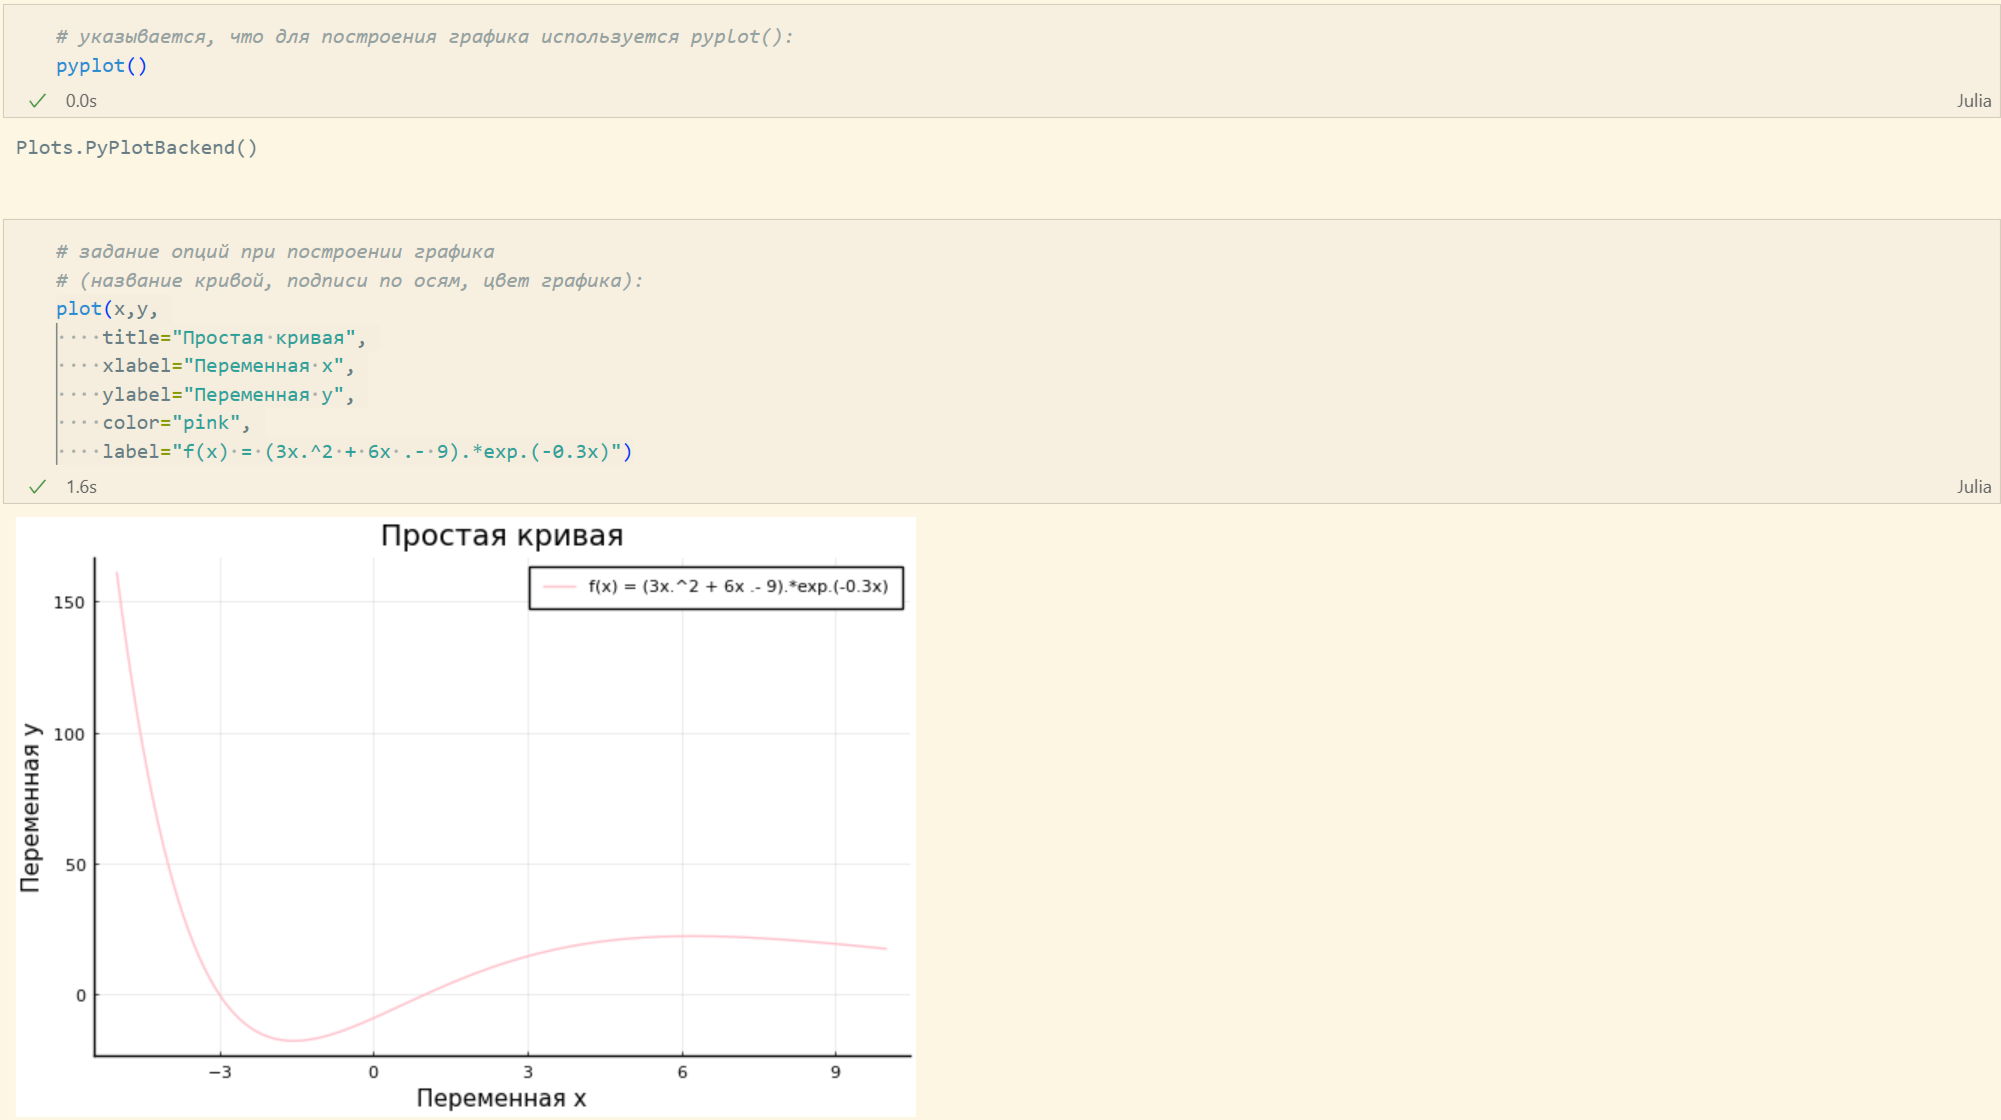 # указывается, что для построения графика используется pyplot():
pyplot()
0.0s
Julia
Plots.PyPlotBackend()
# задание опций при построении графика
# (название кривой, подписи по осям, цвет графика):
plot(x,y,
title="Простая кривая",
xlabel="Переменная x",
ylabel="Переменная y",
color="pink",
label="f(x) = (3x.^2 + 6x .- 9).*exp.(-0.3x)")
1.6s
Julia
Простая кривая
f(x) = (3x.^2 + 6x .- 9).*exp.(-0.3x)
150
100
50
0
Переменная y
−3
0
3
6
9
Переменная x